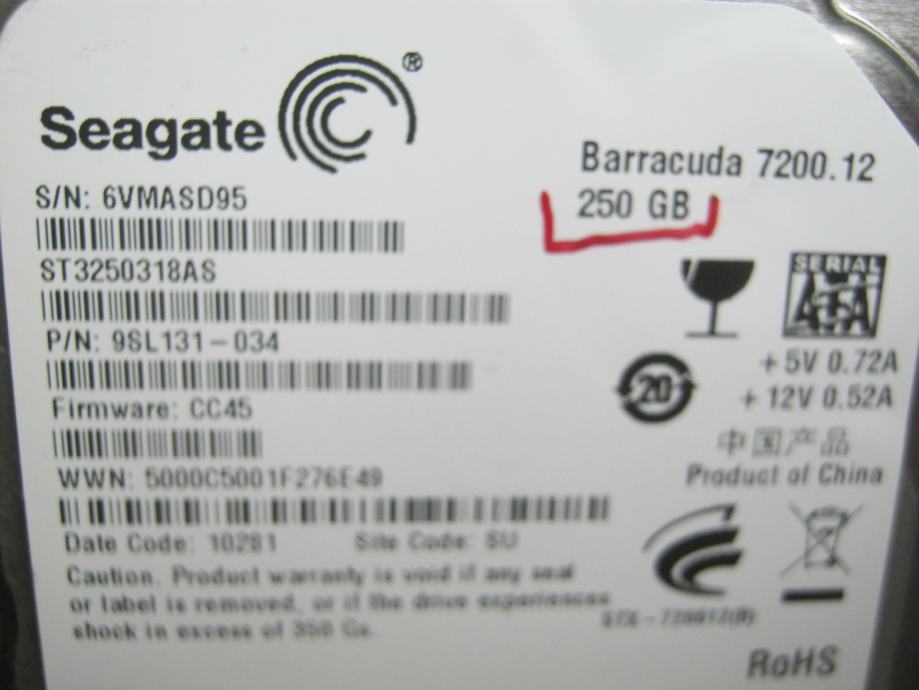 Seagate ®
Barracuda 7200.12
S/N: 6VMASD95
250 GB
ST3250318AS
SERIAL
ATA
P/N: 9SL131-034
+5V 0.72A
20
+12V 0.52A
Firmware: CC45
中国产品
WWN: 5000C5001F276E49
Product of China
Date Code: 10281 Site Code: SU
Caution. Product warranty is void if any seal
or label is removed, or if the drive experiences
shock in excess of 350 Gs.
RoHS